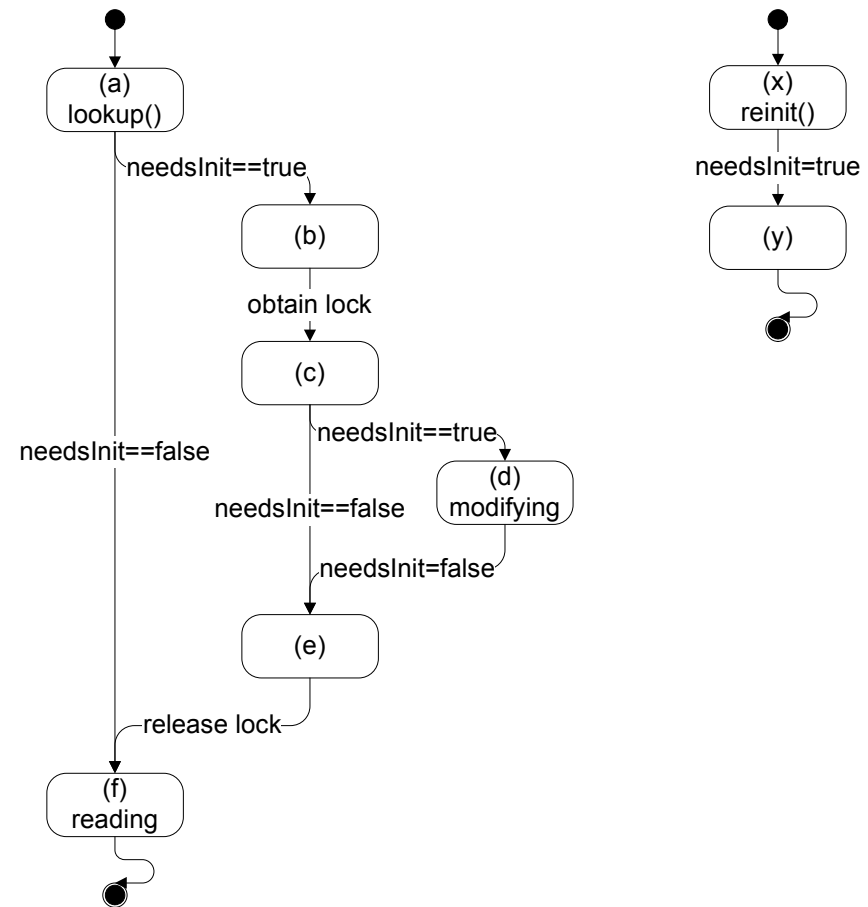 (a)
lookup()
needsInit==true
(b)
obtain lock
(c)
needsInit==true
needsInit==false
(d)
modifying
needsInit==false
needsInit=false
(e)
release lock
(f)
reading
(x)
reinit()
needsInit=true
(y)